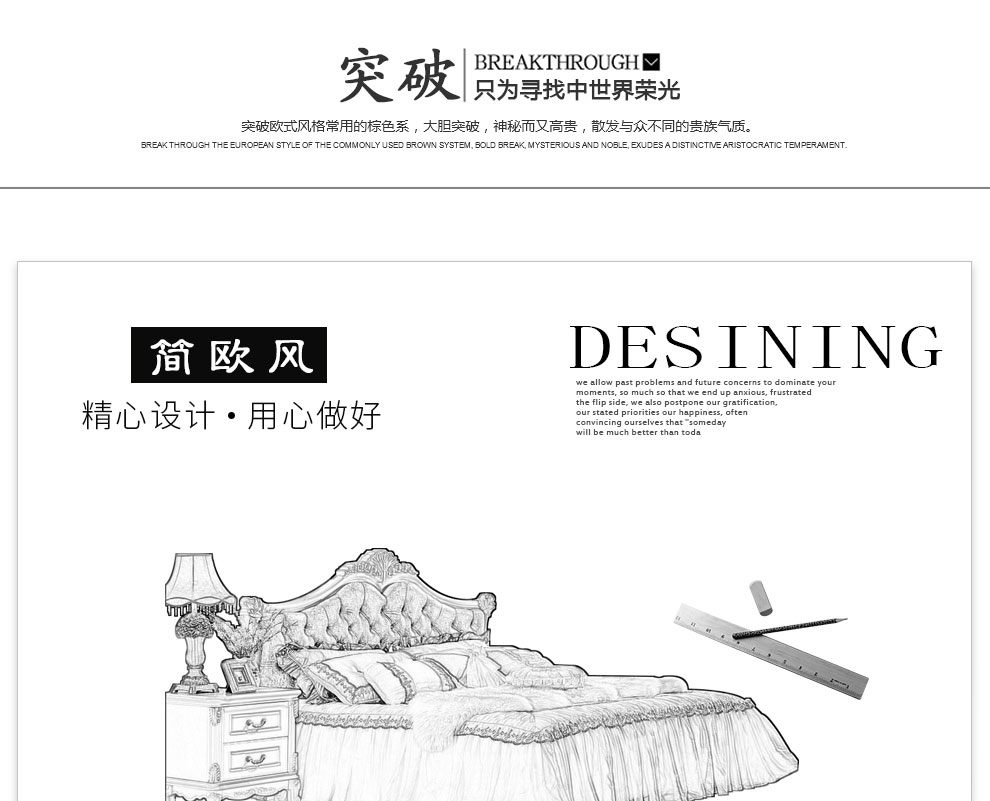 突破
BREAKTHROUGH
只为寻找中世界荣光
突破欧式风格常用的棕色系，大胆突破，神秘而又高贵，散发与众不同的贵族气质。
BREAK THROUGH THE EUROPEAN STYLE OF THE COMMONLY USED BROWN SYSTEM, BOLD BREAK, MYSTERIOUS AND NOBLE, EXUDES A DISTINCTIVE ARISTOCRATIC TEMPERAMENT.
简欧风
精心设计·用心做好
DESINING
we allow past problems and future concerns to dominate your
moments, so much so that we end up anxious, frustrated
the flip side, we also postpone our gratification,
our stated priorities our happiness, often
convincing ourselves that "someday
will be much better than toda